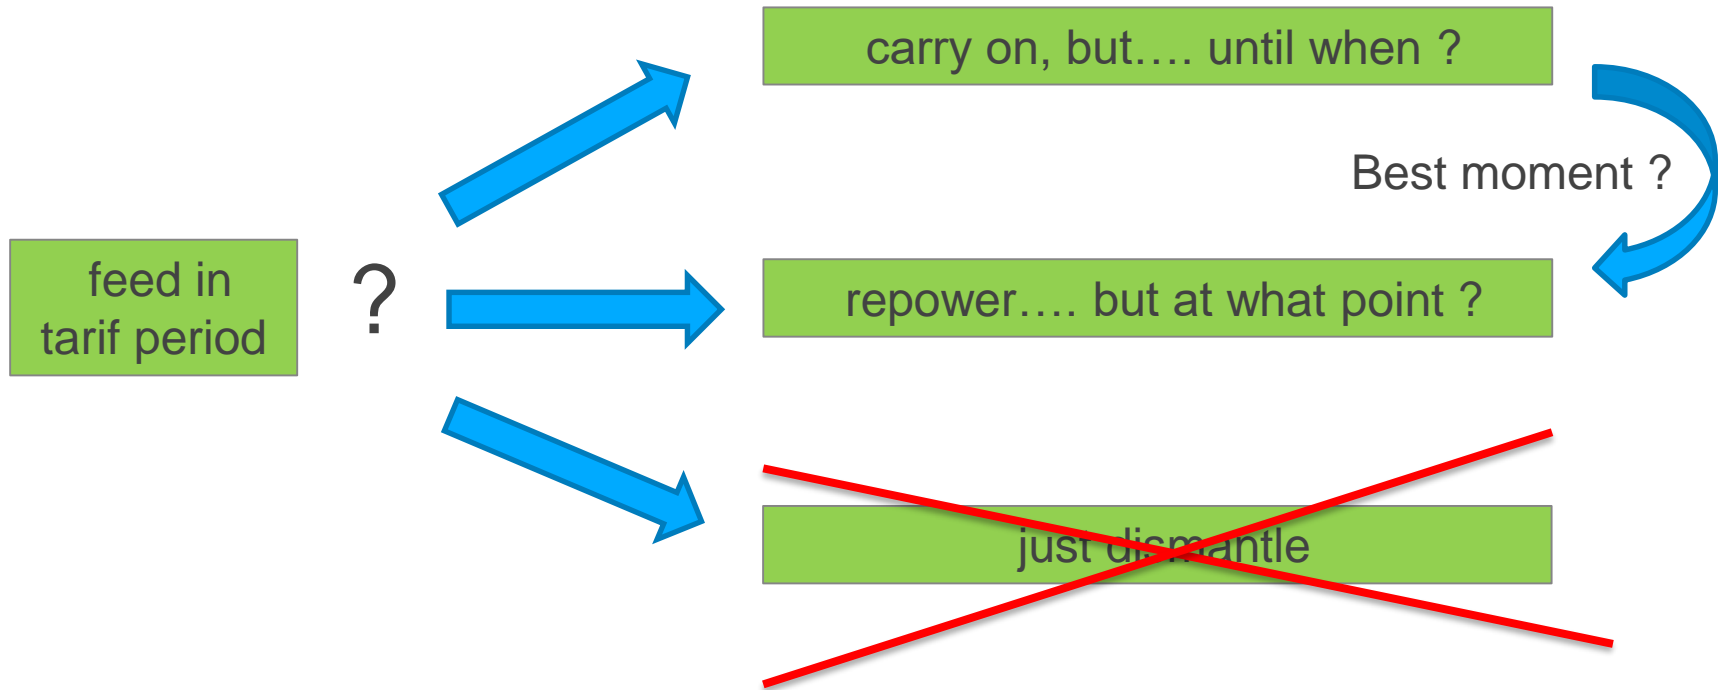 carry on, but.... until when ?
Best moment ?
feed in
tarif period
?
repower.... but at what point ?
just dismantle